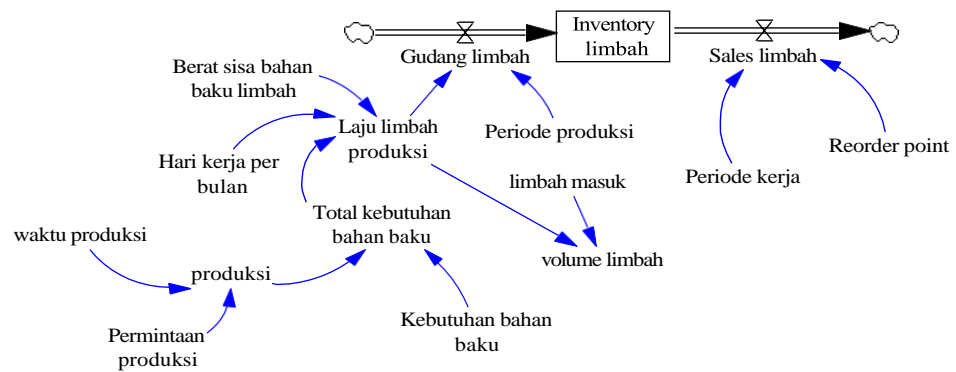 Inventory
limbah
Gudang limbah
Sales limbah
Berat sisa bahan
baku limbah
Laju limbah
produksi
Periode produksi
Reorder point
Hari kerja per
bulan
limbah masuk
Periode kerja
Total kebutuhan
bahan baku
waktu produksi
volume limbah
produksi
Kebutuhan bahan
baku
Permintaan
produksi